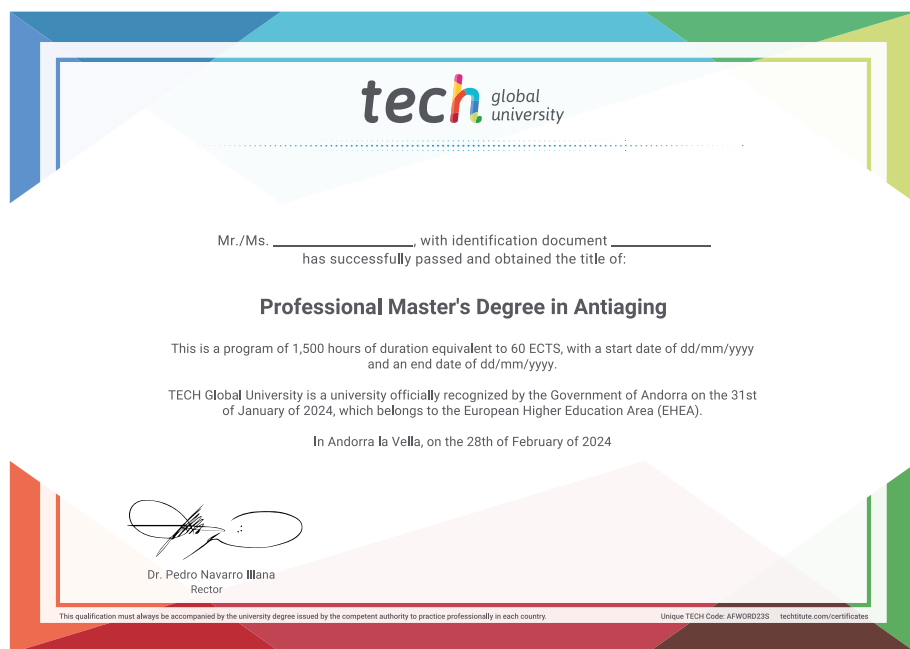 tech global
university
Mr./Ms. ____________________, with identification document ______________
has successfully passed and obtained the title of:
Professional Master's Degree in Antiaging
This is a program of 1,500 hours of duration equivalent to 60 ECTS, with a start date of dd/mm/yyyy
and an end date of dd/mm/yyyy.
TECH Global University is a university officially recognized by the Government of Andorra on the 31st
of January of 2024, which belongs to the European Higher Education Area (EHEA).
In Andorra la Vella, on the 28th of February of 2024
Dr. Pedro Navarro Illana
Rector
This qualification must always be accompanied by the university degree issued by the competent authority to practice professionally in each country. Unique TECH Code: AFWORD23S techtitute.com/certificates